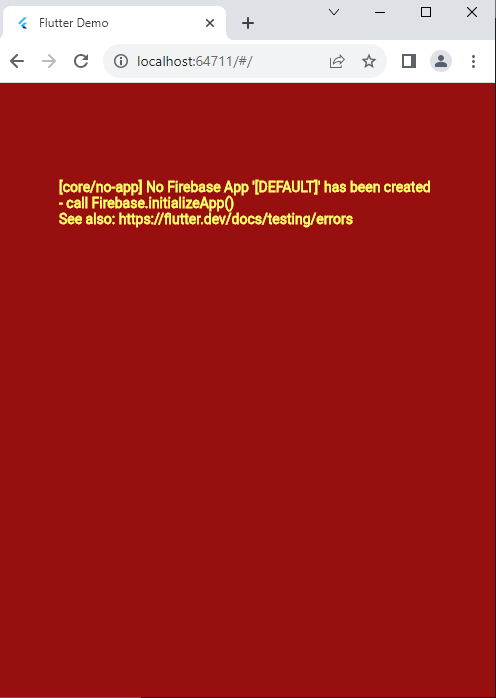 Flutter Demo
localhost:64711/#/
[core/no-app] No Firebase App '[DEFAULT]' has been created
- call Firebase.initializeApp()
See also: https://flutter.dev/docs/testing/errors